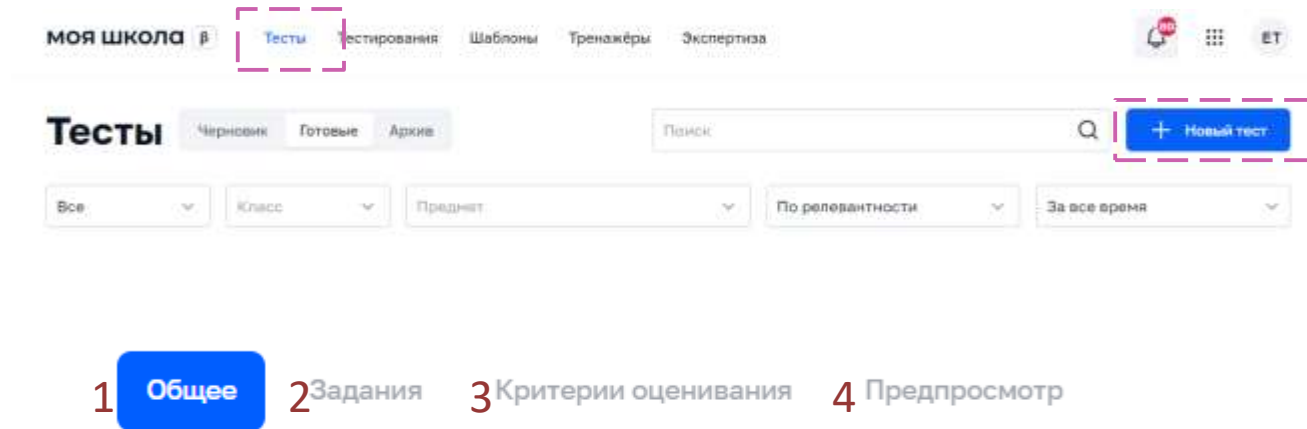 моя школа β Тесты Тестирования Шаблоны Тренажёры Экспертиза ЕТ
Тесты Черновик Готовые Архив Поиск + Новый тест
Все Класс Предмет По релевантности За все время
1 Общее 2 Задания 3 Критерии оценивания 4 Предпросмотр